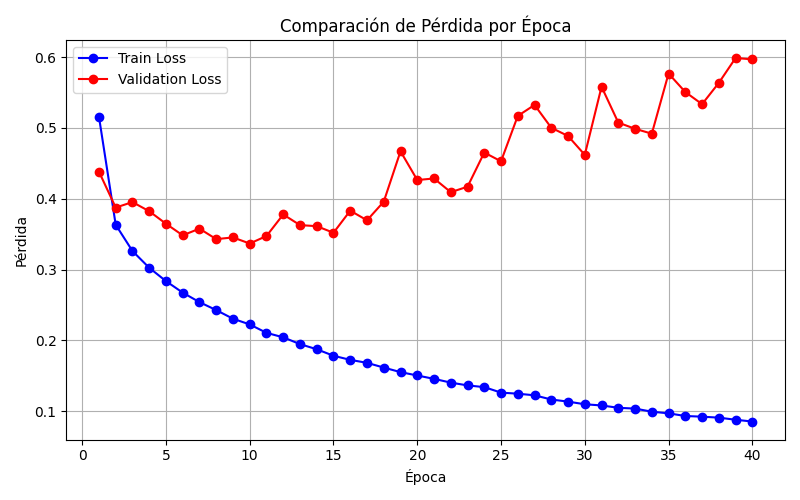 Comparación de Pérdida por Época
Train Loss
Validation Loss
Pérdida
0.6
0.5
0.4
0.3
0.2
0.1
0 5 10 15 20 25 30 35 40
Época